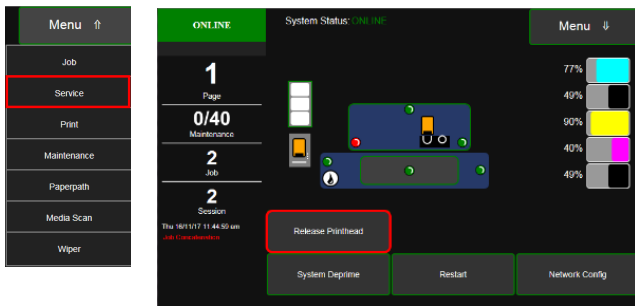 Menu ⇑
Job
Service
Print
Maintenance
Paperpath
Media Scan
Wiper
ONLINE
System Status: ONLINE
Menu ⇓
1
Page
0/40
Maintenance
2
Job
2
Session
Thu 16/11/17 11:44:50 am
77%
49%
90%
40%
49%
Release Printhead
System Deprime
Restart
Network Config